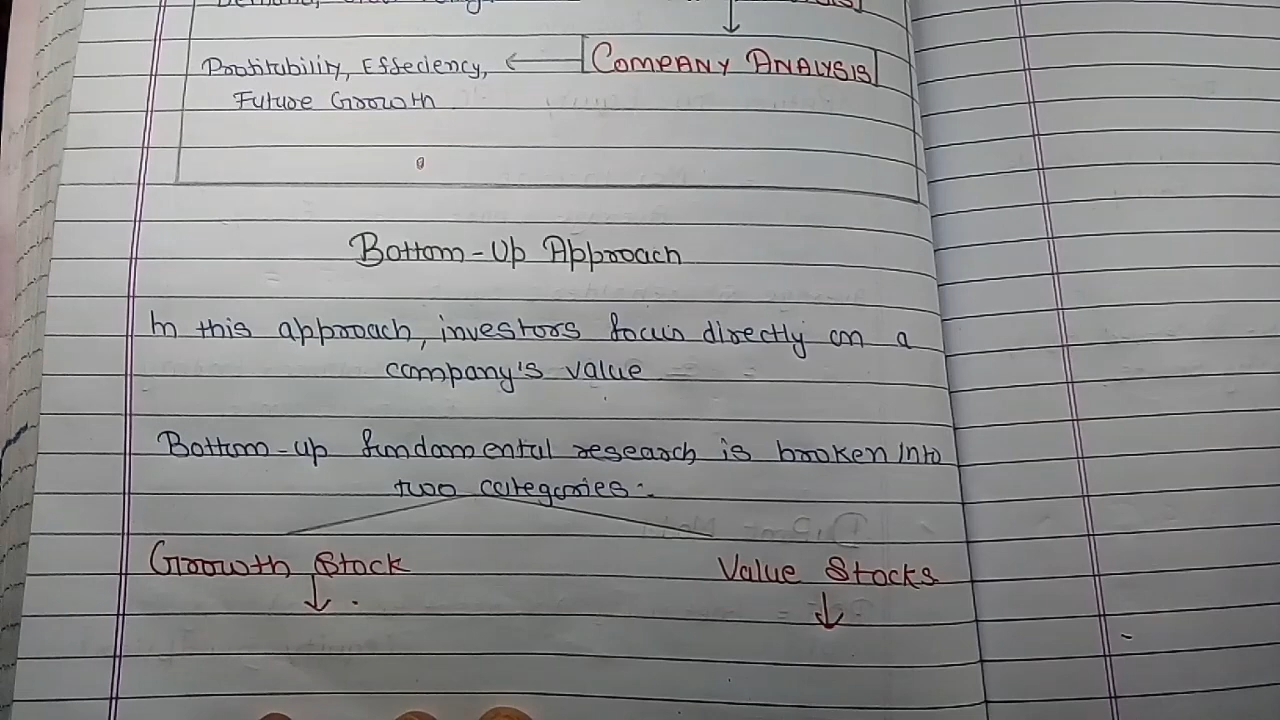 Profitability, Effeciency, ← COMPANY ANALYSIS
Future Growth
Bottom-Up Approach
In this approach, investors focus directly on a
company's value
Bottom-up fundamental research is broken into
two categories:-
Growth Stock Value Stocks